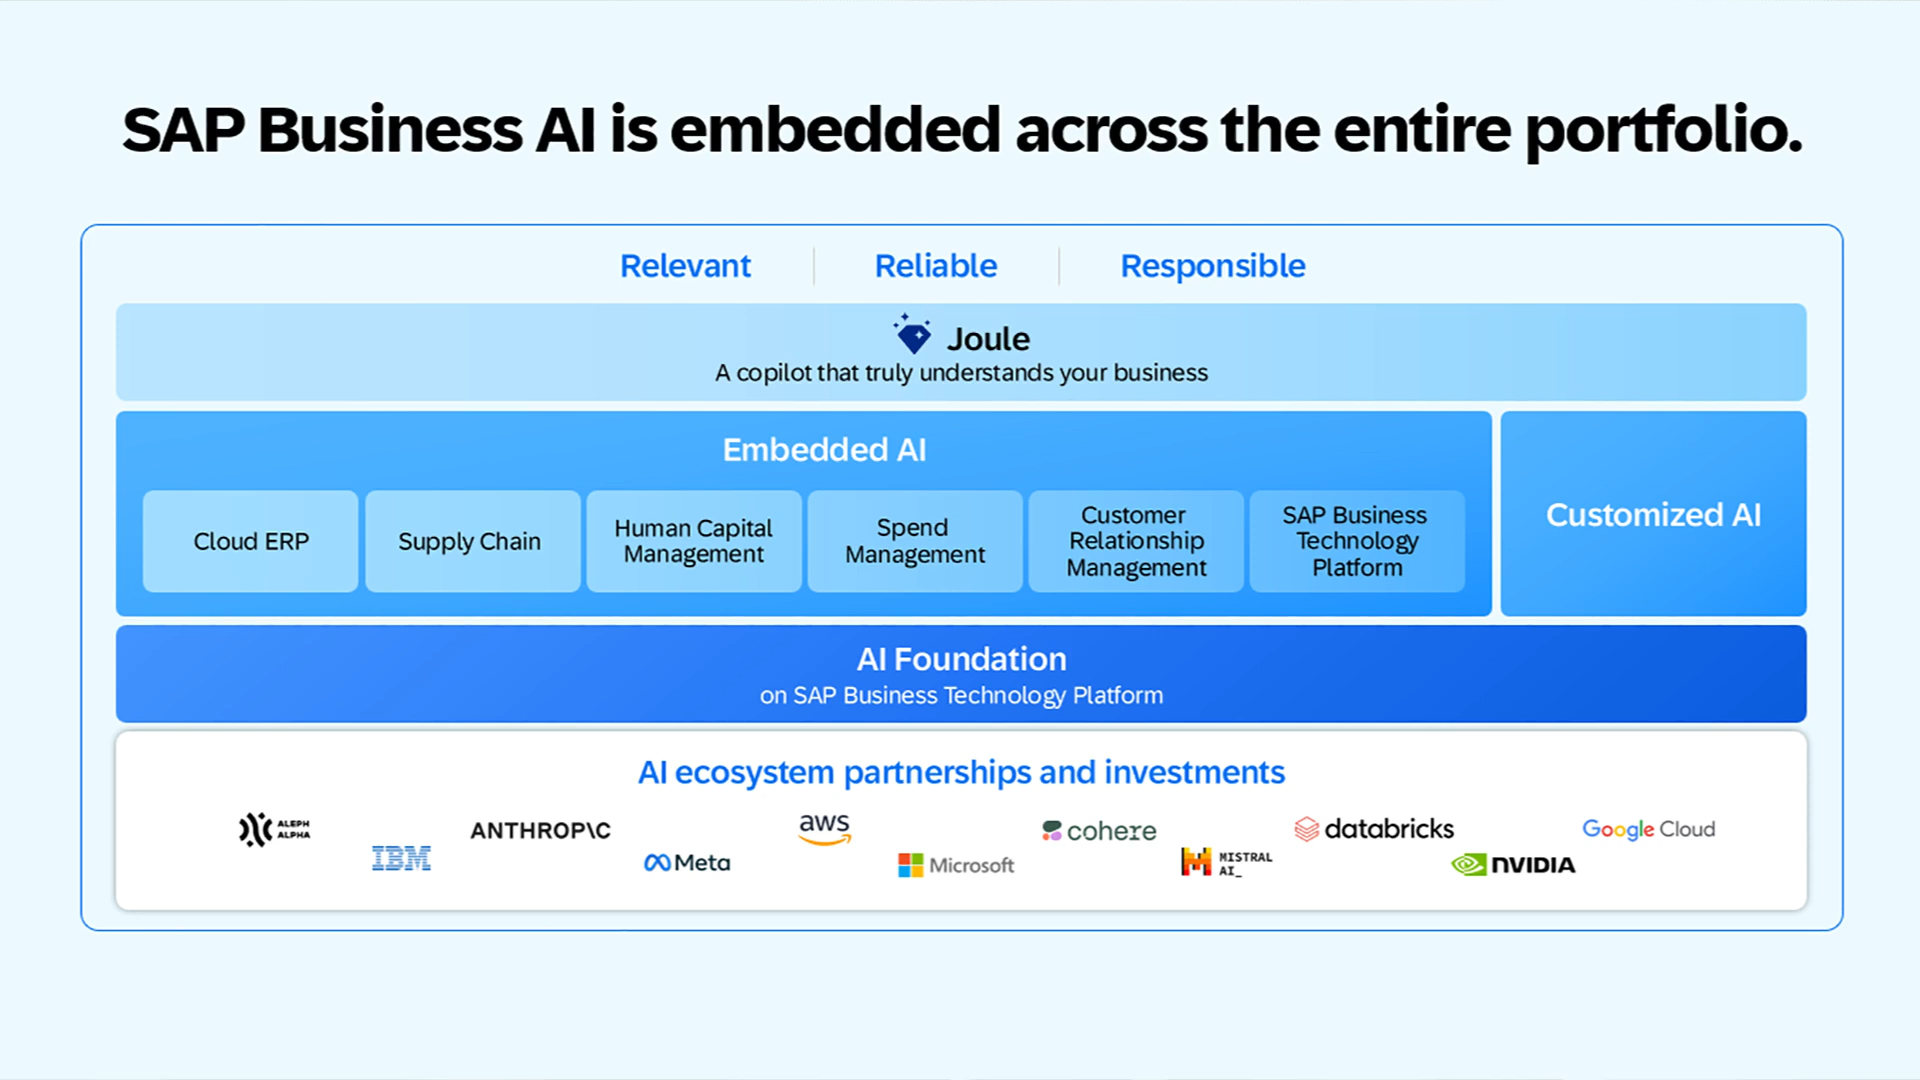 SAP Business AI is embedded across the entire portfolio.
Relevant
Reliable
Responsible
Joule
A copilot that truly understands your business
Embedded AI
Cloud ERP
Supply Chain
Human Capital
Management
Spend
Management
Customer
Relationship
Management
SAP Business
Technology
Platform
Customized AI
AI Foundation
on SAP Business Technology Platform
AI ecosystem partnerships and investments
ALEPH
ALPHA
IBM
ANTHROP\C
Meta
aws
Microsoft
cohere
MISTRAL
AI_
databricks
NVIDIA
Google Cloud